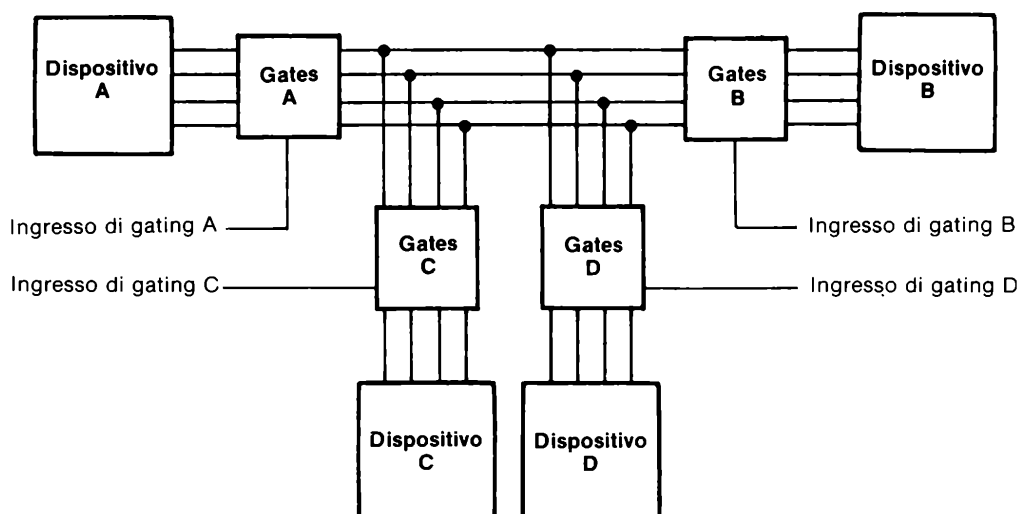 Dispositivo
A
Gates
A
Gates
B
Dispositivo
B
Ingresso di gating A
Ingresso di gating B
Gates
C
Gates
D
Ingresso di gating C
Ingresso di gating D
Dispositivo
C
Dispositivo
D